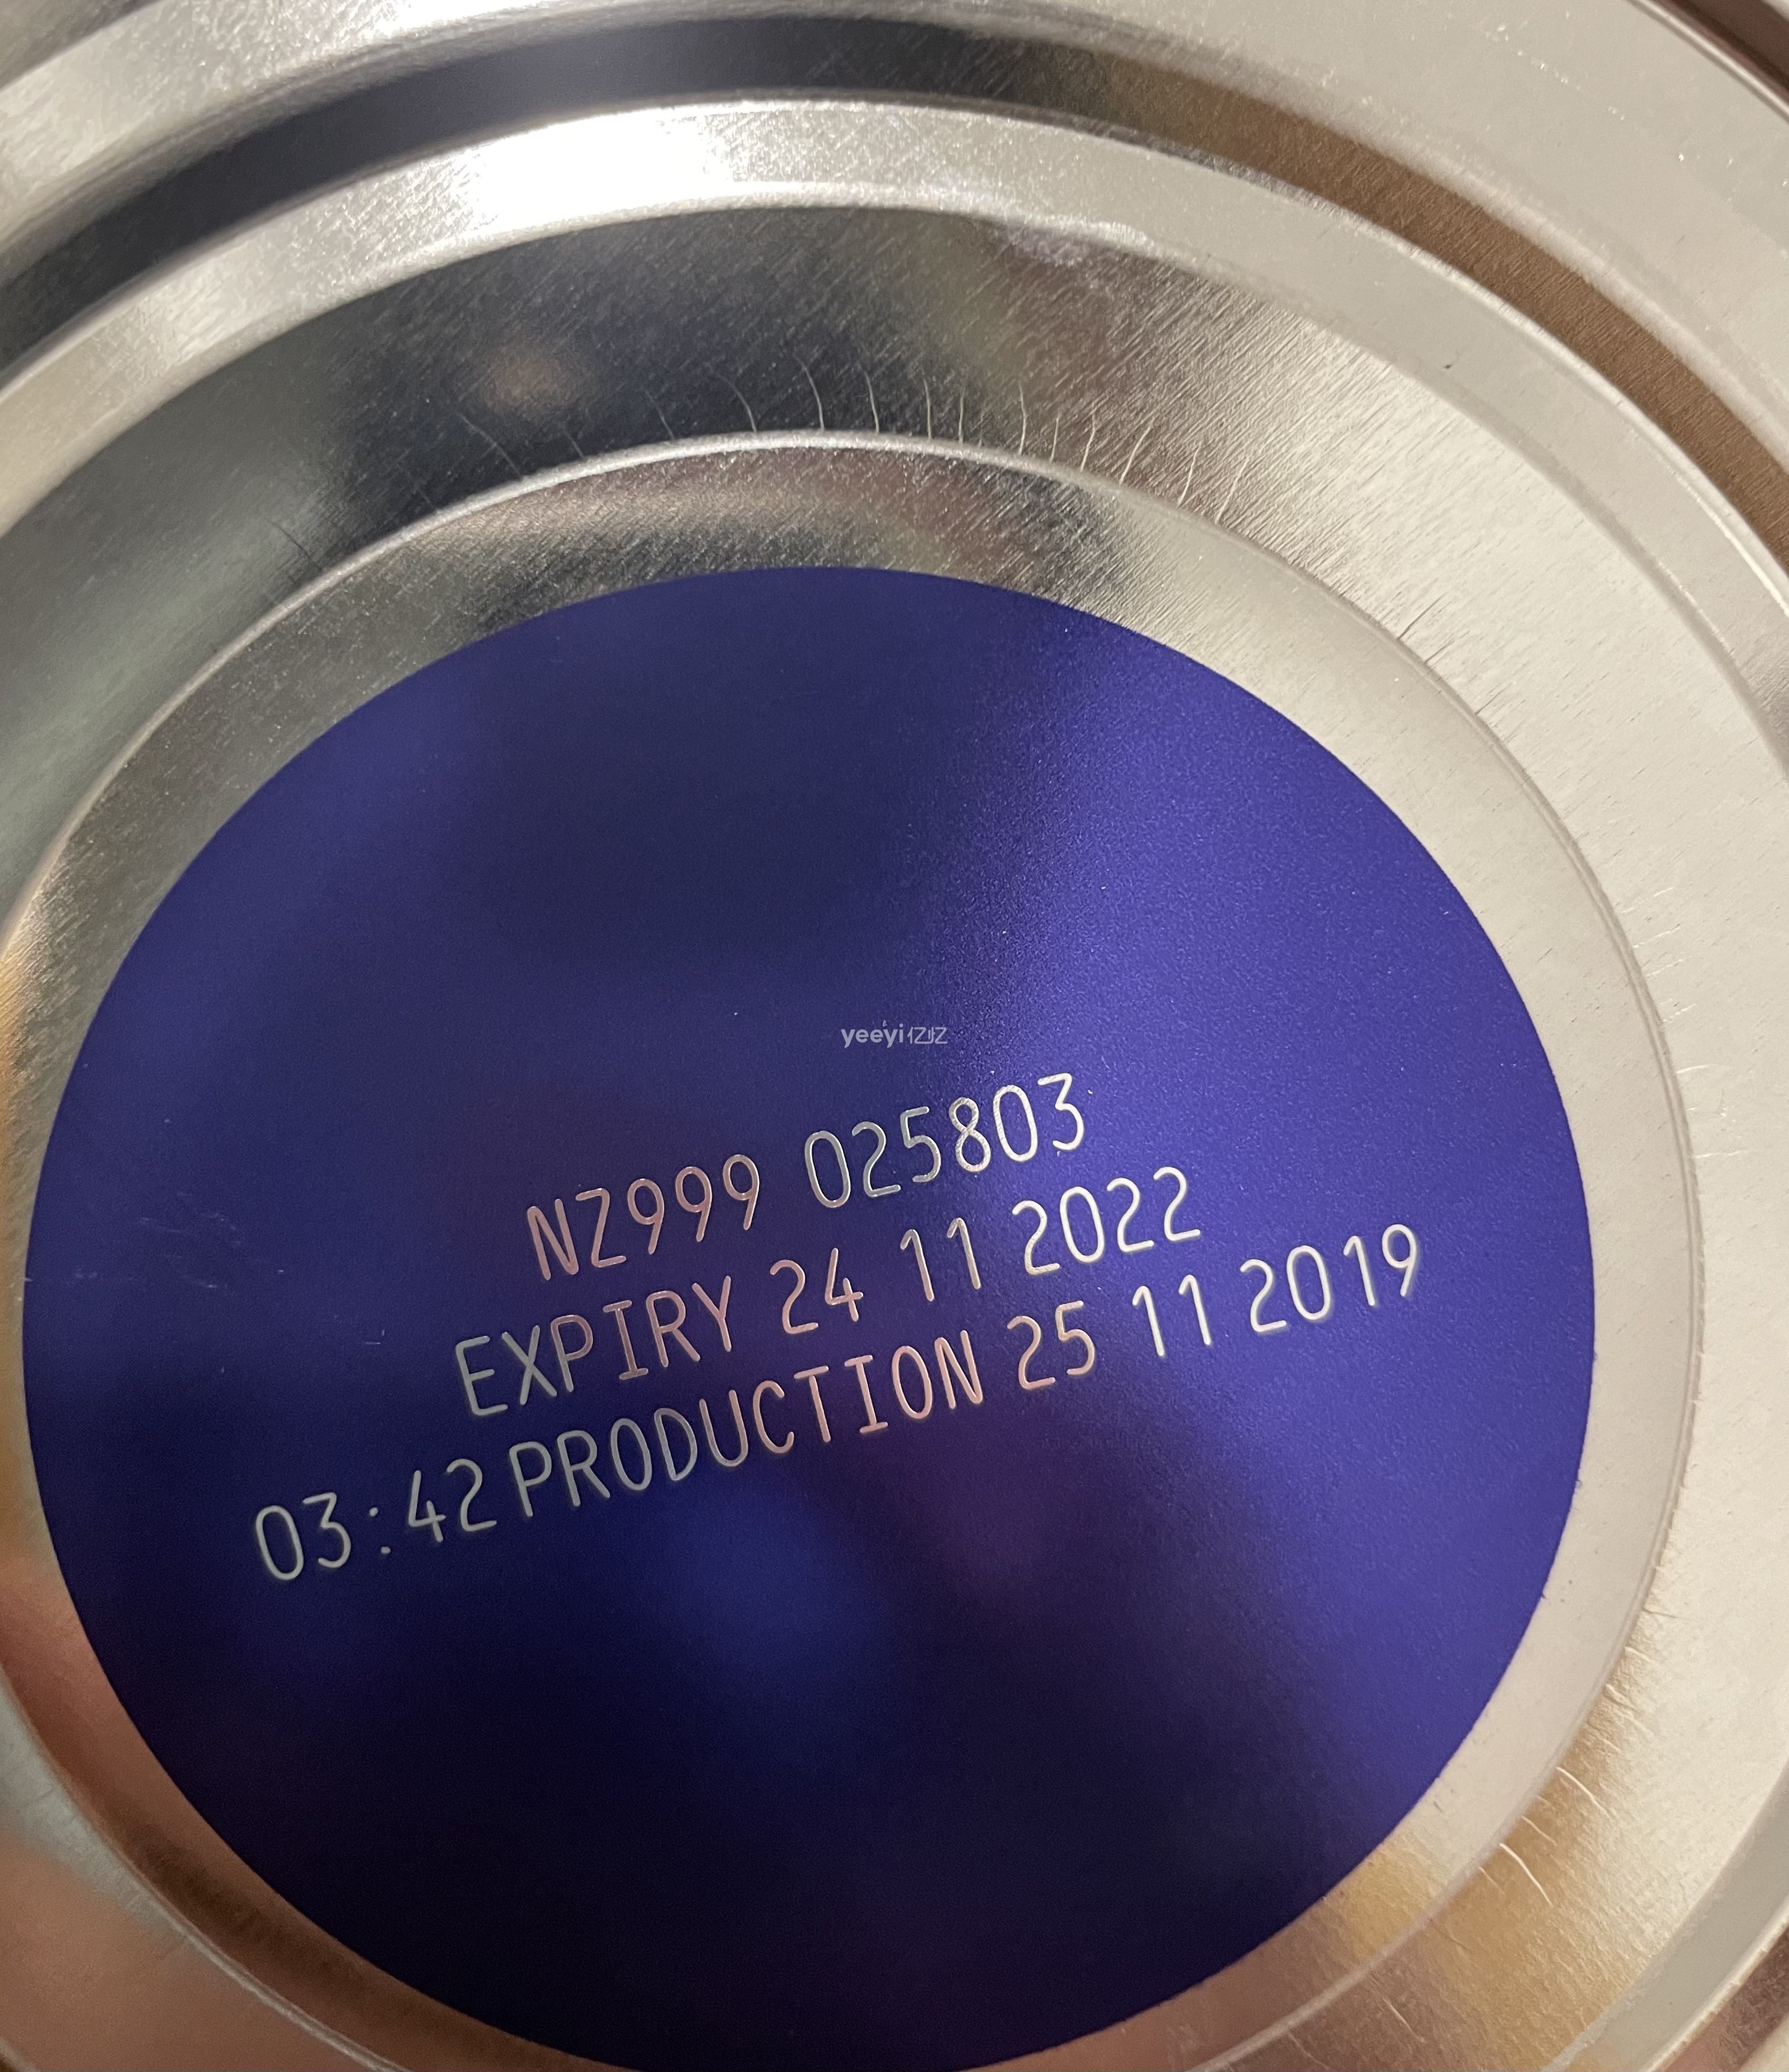 yeeyi亿忆
NZ999 025803
EXPIRY 24 11 2022
03:42 PRODUCTION 25 11 2019